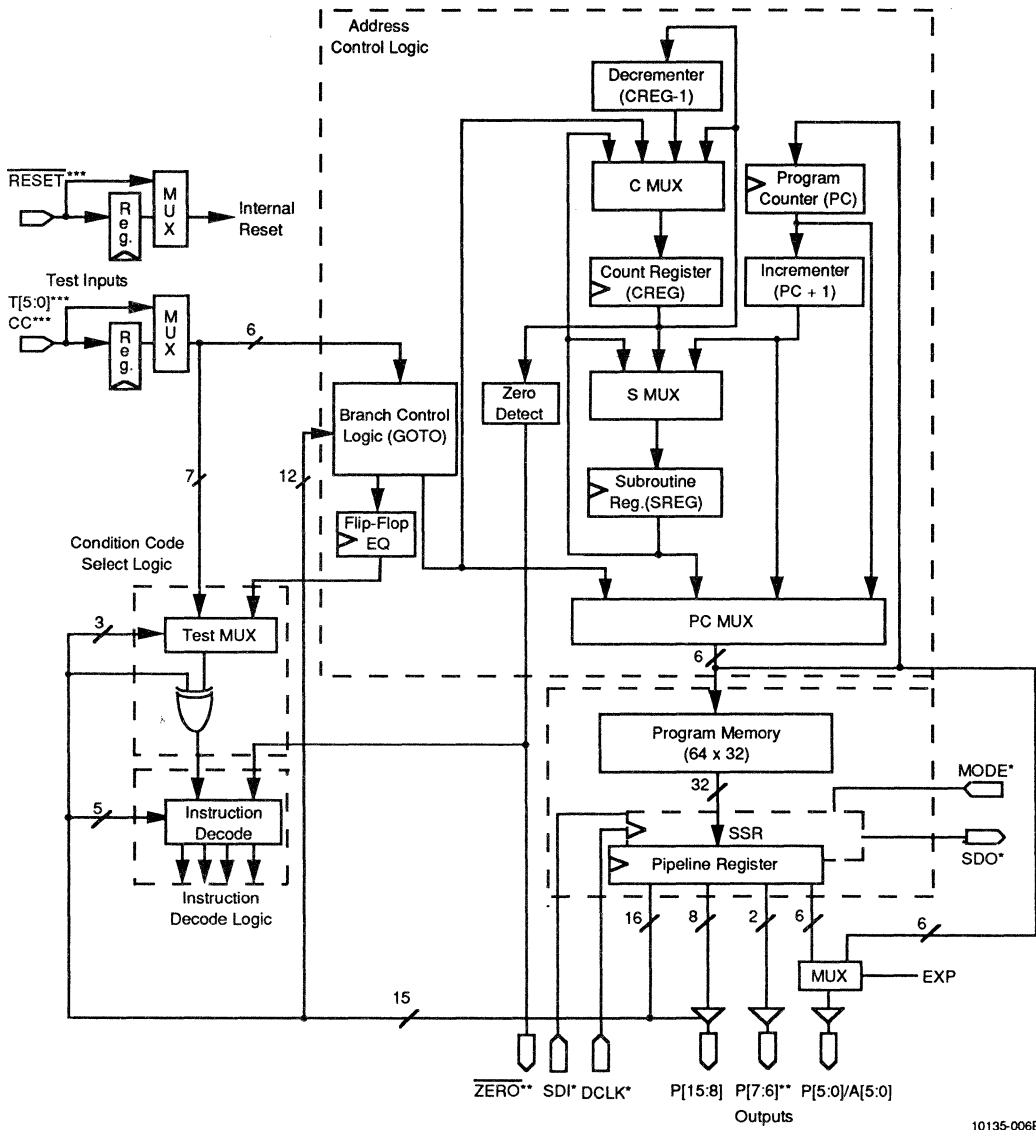 Address
Control Logic
Decrementer
(CREG-1)
RESET***
Reg.
MUX
Internal
Reset
C MUX
Program
Counter (PC)
Test Inputs
T[5:0]***
CC***
Reg.
MUX
6
Count Register
(CREG)
Incrementer
(PC + 1)
Branch Control
Logic (GOTO)
Zero
Detect
S MUX
7
12
Subroutine
Reg.(SREG)
Flip-Flop
EQ
Condition Code
Select Logic
3
Test MUX
PC MUX
6
Program Memory
(64 x 32)
32
MODE*
5
Instruction
Decode
SSR
SDO*
Pipeline Register
Instruction
Decode Logic
16
8
2
6
6
MUX
EXP
15
ZERO**
SDI*
DCLK*
P[15:8]
P[7:6]**
P[5:0]/A[5:0]
Outputs